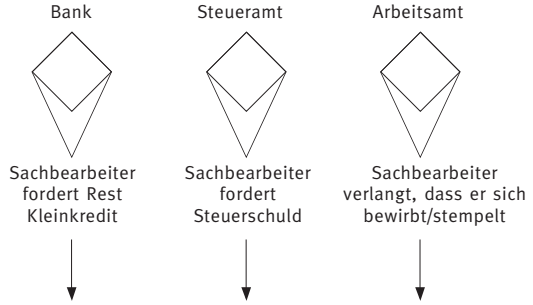 Bank
Steueramt
Arbeitsamt
Sachbearbeiter
fordert Rest
Kleinkredit
Sachbearbeiter
fordert
Steuerschuld
Sachbearbeiter
verlangt, dass er sich
bewirbt/stempelt